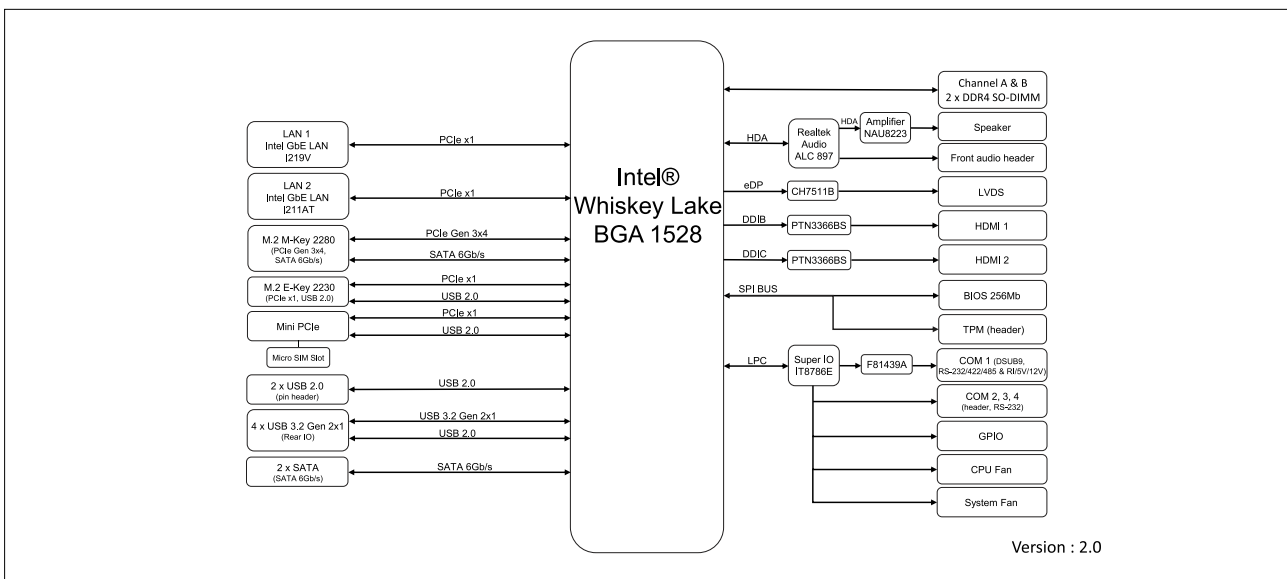 LAN 1
Intel GbE LAN
I219V
PCIe x1
LAN 2
Intel GbE LAN
I211AT
PCIe x1
M.2 M-Key 2280
(PCIe Gen 3x4,
SATA 6Gb/s)
PCIe Gen 3x4
SATA 6Gb/s
M.2 E-Key 2230
(PCIe x1, USB 2.0)
PCIe x1
USB 2.0
Mini PCIe
PCIe x1
USB 2.0
Micro SIM Slot
2 x USB 2.0
(pin header)
USB 2.0
4 x USB 3.2 Gen 2x1
(Rear IO)
USB 3.2 Gen 2x1
USB 2.0
2 x SATA
(SATA 6Gb/s)
SATA 6Gb/s
Intel®
Whiskey Lake
BGA 1528
Channel A & B
2 x DDR4 SO-DIMM
HDA
Realtek
Audio
ALC 897
HDA
Amplifier
NAU8223
Speaker
Front audio header
eDP
CH7511B
LVDS
DDIB
PTN3366BS
HDMI 1
DDIC
PTN3366BS
HDMI 2
SPI BUS
BIOS 256Mb
TPM (header)
LPC
Super IO
IT8786E
F81439A
COM 1 (DSUB9,
RS-232/422/485 & RI/5V/12V)
COM 2, 3, 4
(header, RS-232)
GPIO
CPU Fan
System Fan
Version : 2.0